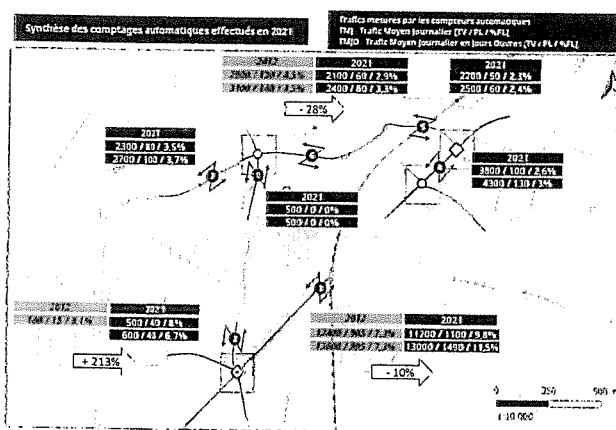 Synthèse des comptages automatiques effectués en 2021
Trafics mesurés par les compteurs automatiques
TMJ : Trafic Moyen Journalier [TV / PL / %PL]
TMJO : Trafic Moyen Journalier en Jours Ouvrés [TV / PL / %PL]
2012
2021
2100 / 60 / 2,9%
2400 / 80 / 3,3%
2021
2200 / 50 / 2,3%
2500 / 60 / 2,4%
- 28%
2021
2300 / 80 / 3,5%
2700 / 100 / 3,7%
2021
3800 / 100 / 2,6%
4300 / 130 / 3%
2021
500 / 0 / 0%
500 / 0 / 0%
2012
2021
500 / 40 / 8%
600 / 40 / 6,7%
+ 213%
2012
2021
11200 / 1100 / 9,8%
13000 / 1490 / 11,5%
- 10%
0 250 500 m
1:10 000